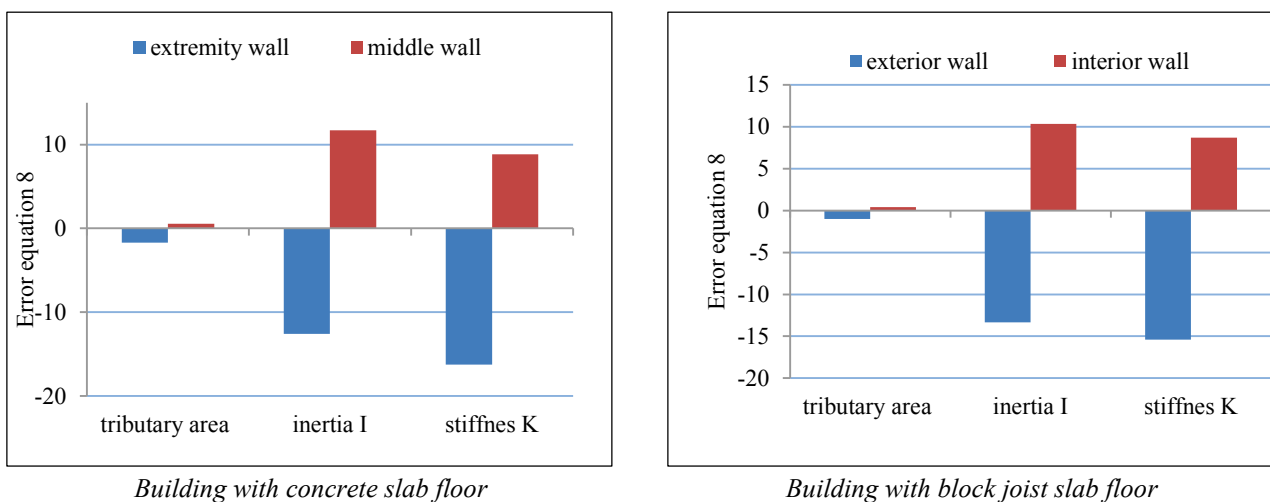 extremity wall middle wall
Error equation 8
10
0
-10
-20
tributary area inertia I stiffnes K
Building with concrete slab floor
exterior wall interior wall
Error equation 8
15
10
5
0
-5
-10
-15
-20
tributary area inertia I stiffnes K
Building with block joist slab floor